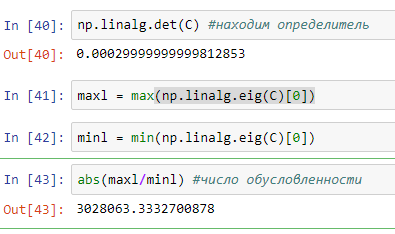 In [40]: np.linalg.det(C) #находим определитель
Out[40]: 0.00029999999999812853
In [41]: maxl = max(np.linalg.eig(C)[0])
In [42]: minl = min(np.linalg.eig(C)[0])
In [43]: abs(maxl/minl) #число обусловленности
Out[43]: 3028063.3332700878